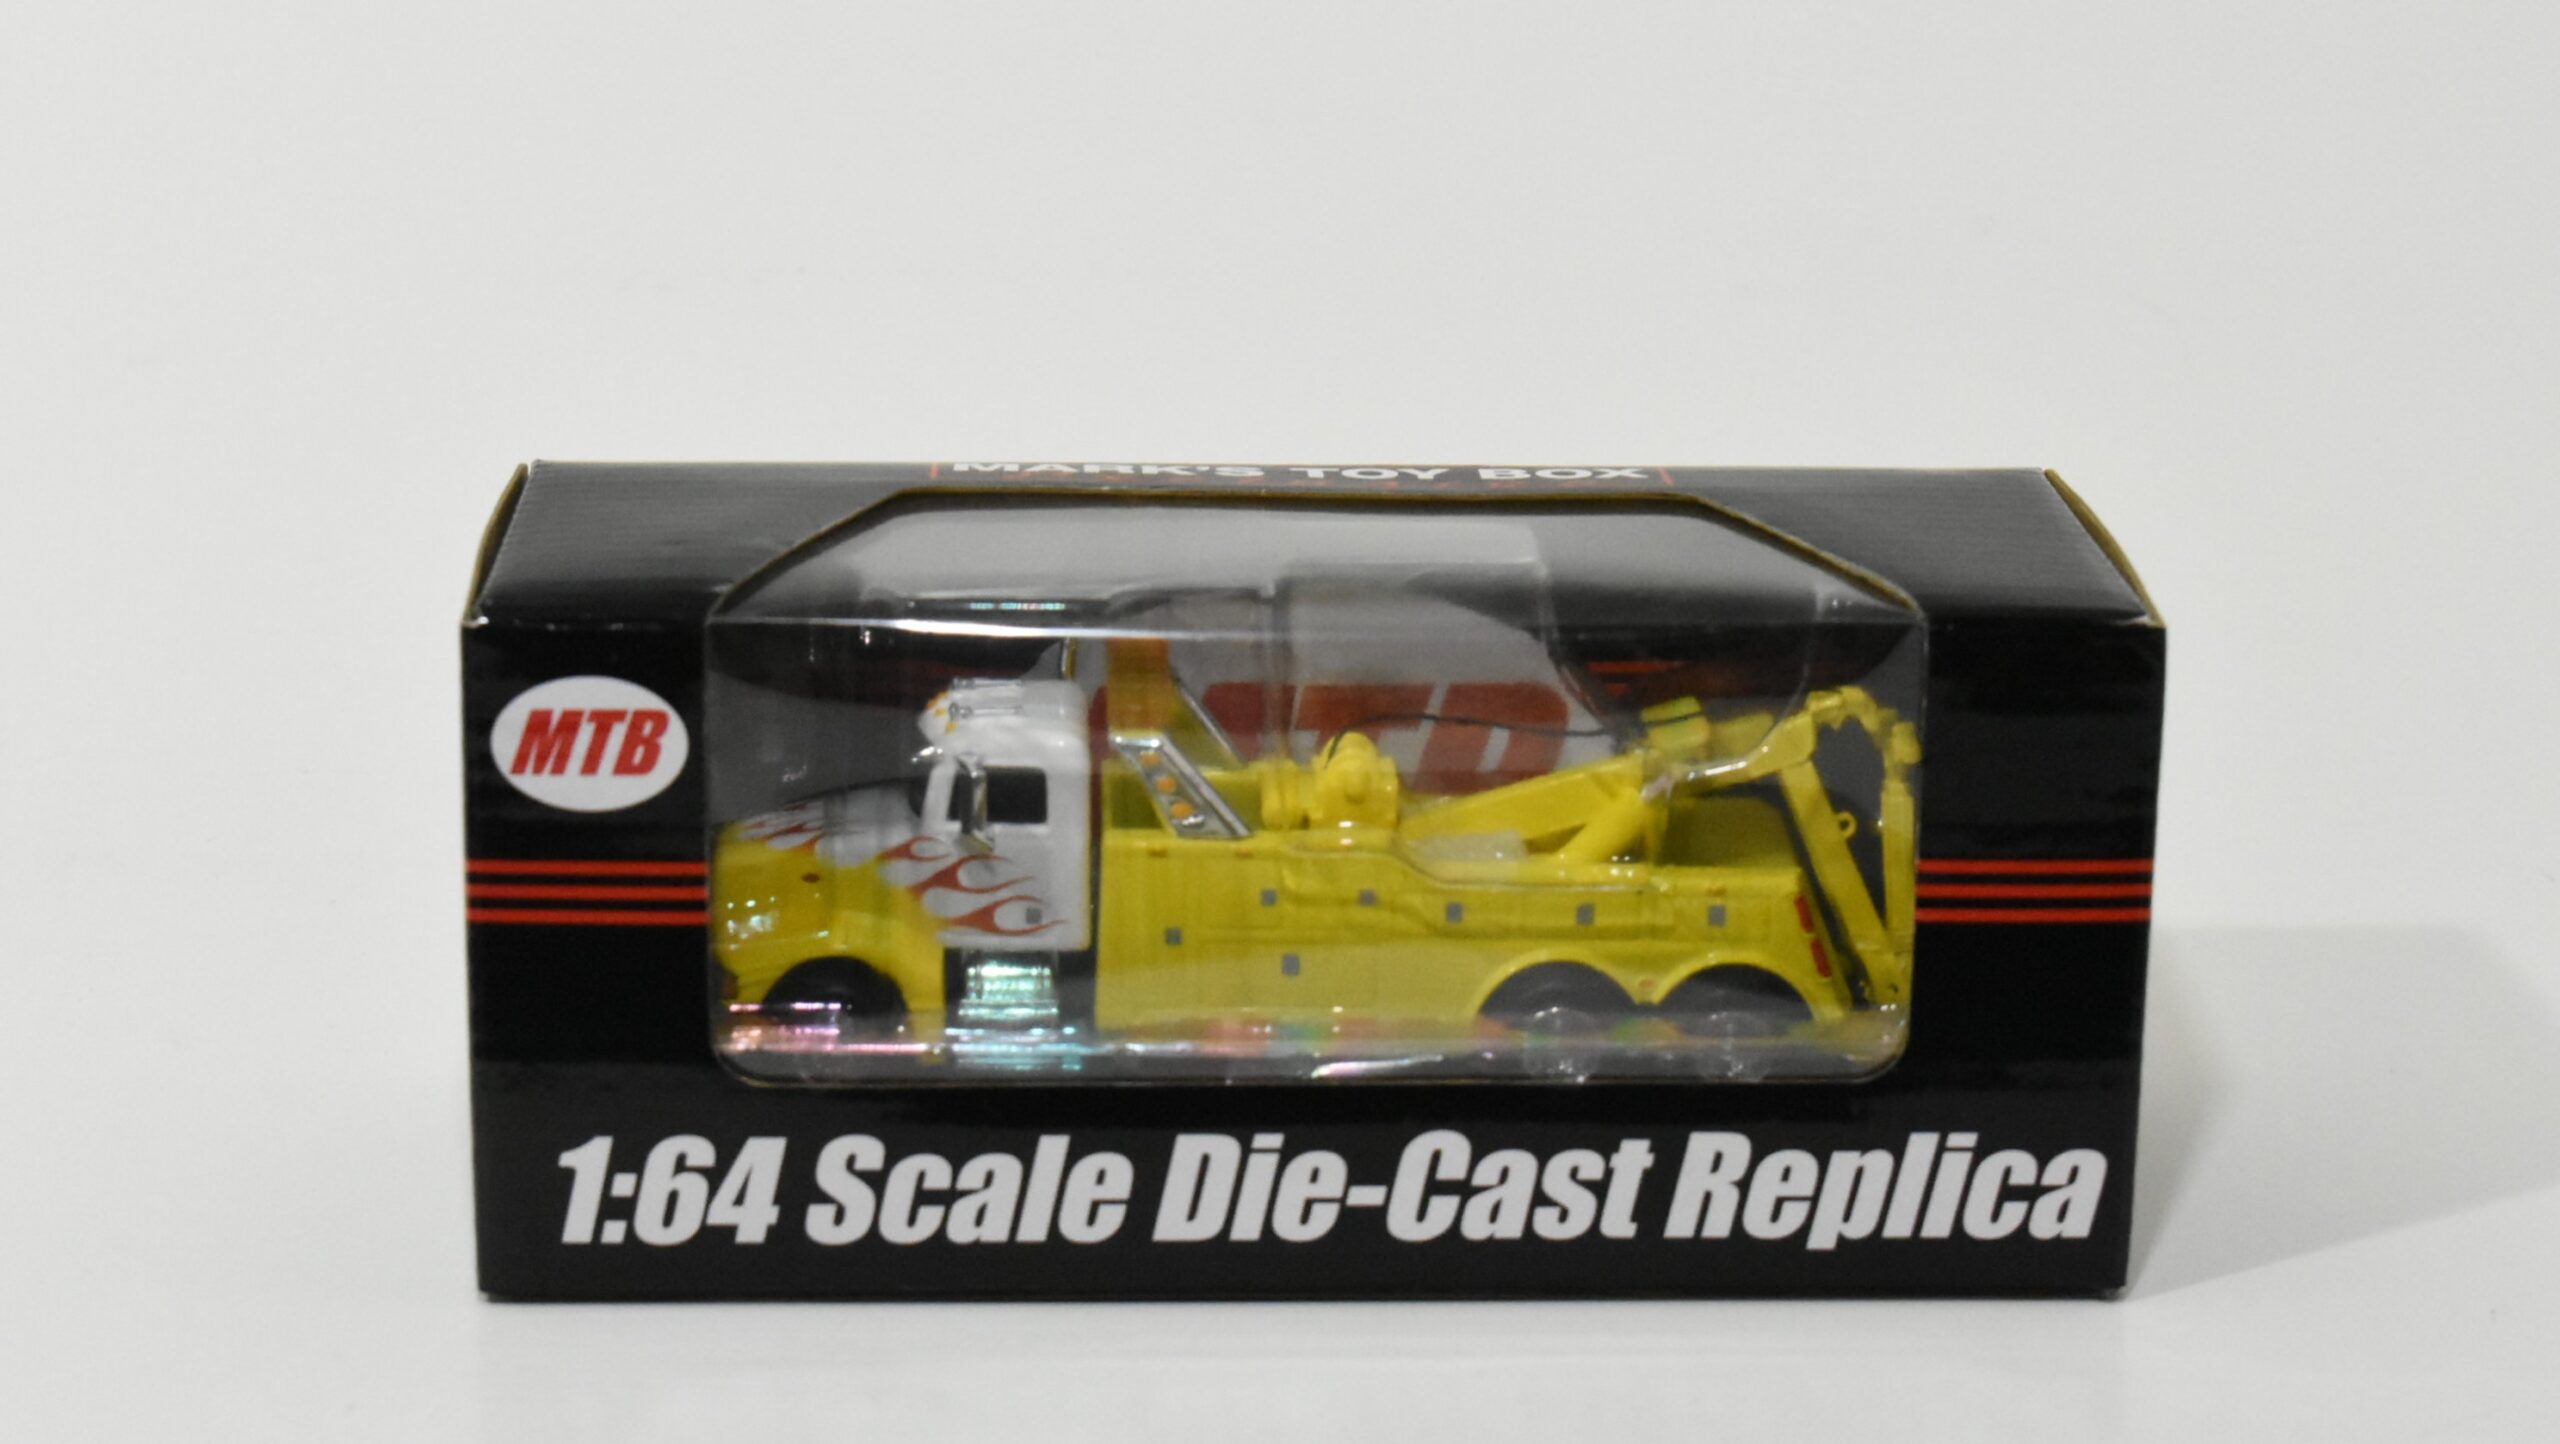 MARK'S TOY BOX
MTB
1:64 Scale Die-Cast Replica